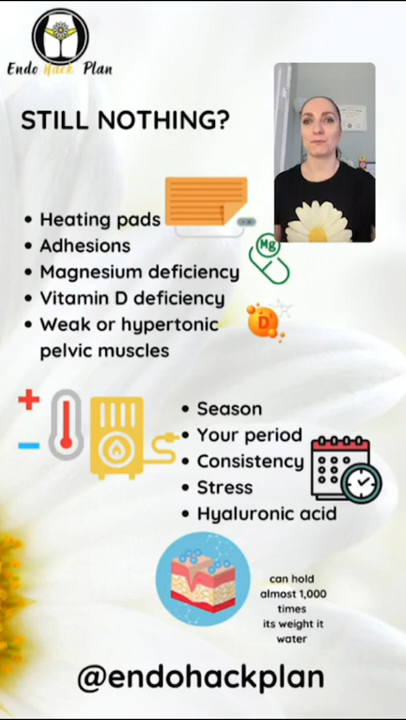 Endo Hack Plan
STILL NOTHING?
• Heating pads
• Adhesions
Mg
• Magnesium deficiency
• Vitamin D deficiency
D
• Weak or hypertonic
pelvic muscles
• Season
• Your period
• Consistency
• Stress
• Hyaluronic acid
can hold
almost 1,000
times
its weight it
water
@endohackplan